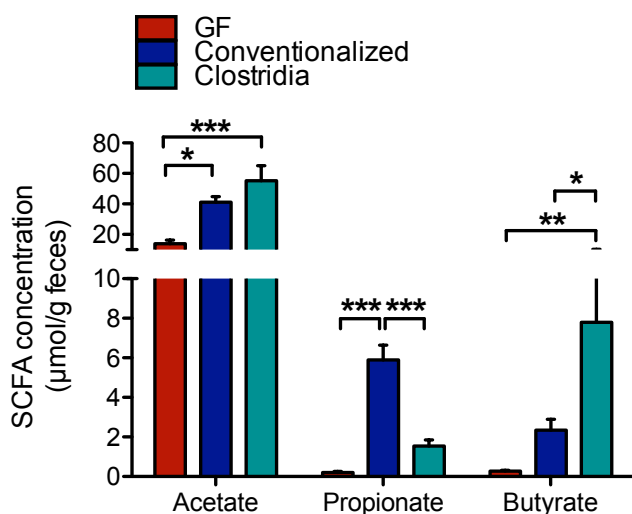 GF
Conventionalized
Clostridia
SCFA concentration
(µmol/g feces)
80
60
40
20
10
8
6
4
2
0
***
*
*** ***
*
**
Acetate Propionate Butyrate